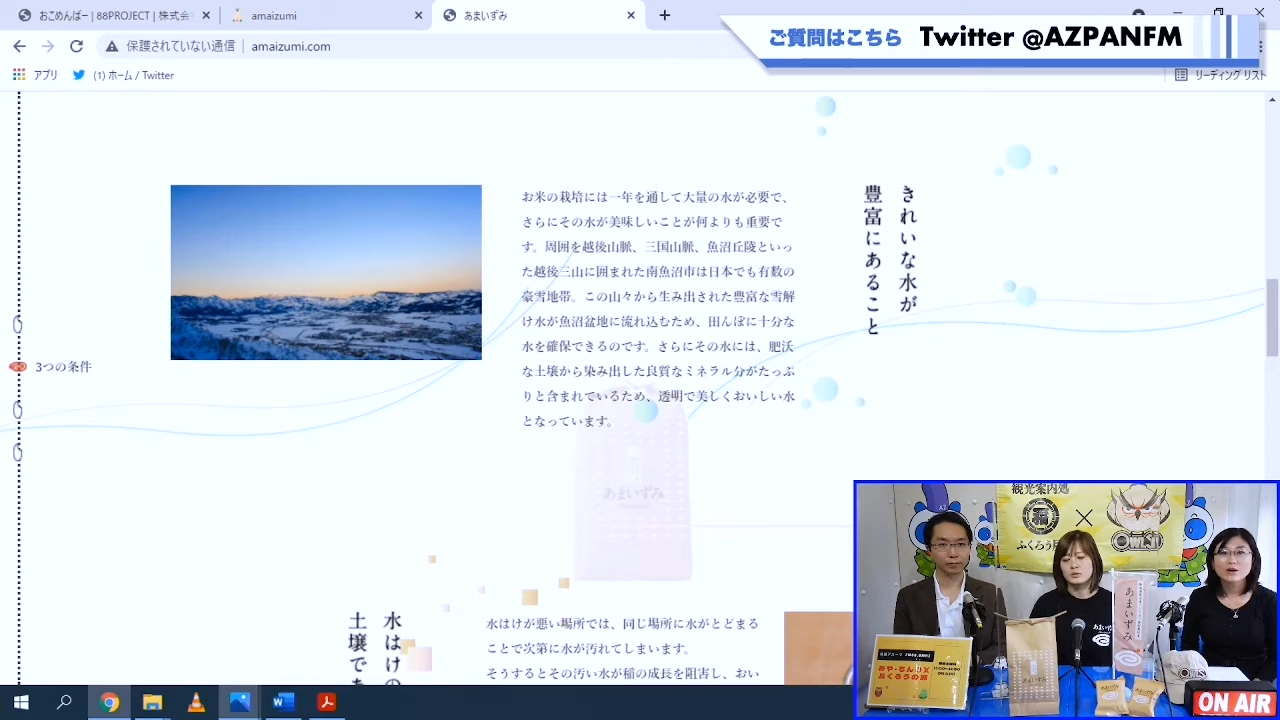 おこめんばー | 88PROJECT | 株式会
amaizumi
あまいずみ
保護されていない通信
amaizumi.com
アプリ
(1) ホーム / Twitter
リーディング リスト
ご質問はこちら Twitter @AZPANFM
きれいな水が
豊富にあること
お米の栽培には一年を通して大量の水が必要で、
さらにその水が美味しいことが何よりも重要で
す。周囲を越後山脈、三国山脈、魚沼丘陵といっ
た越後三山に囲まれた南魚沼市は日本でも有数の
豪雪地帯。この山々から生み出された豊富な雪解
け水が魚沼盆地に流れ込むため、田んぼに十分な
水を確保できるのです。さらにその水には、肥沃
な土壌から染み出した良質なミネラル分がたっぷ
りと含まれているため、透明で美しくおいしい水
となっています。
3つの条件
あまいずみ
水はけの
土壌であ
水はけが悪い場所では、同じ場所に水がとどまる
ことで次第に水が汚れてしまいます。
そうするとその汚い水が稲の成長を阻害し、おい
観光案内処
OWL引
あまいずみ
ON AIR